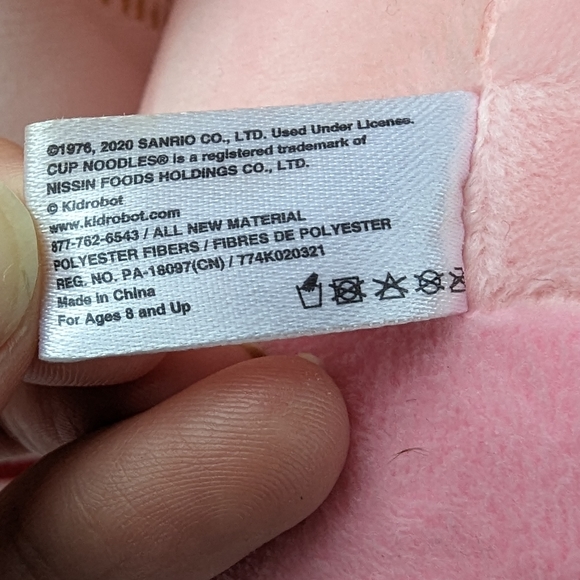 ©1976, 2020 SANRIO CO., LTD. Used Under License.
CUP NOODLES® is a registered trademark of
NISSIN FOODS HOLDINGS CO., LTD.
© Kidrobot
www.kidrobot.com
877-762-6543 / ALL NEW MATERIAL
POLYESTER FIBERS / FIBRES DE POLYESTER
REG. NO. PA-18097(CN) / 774K020321
Made in China
For Ages 8 and Up